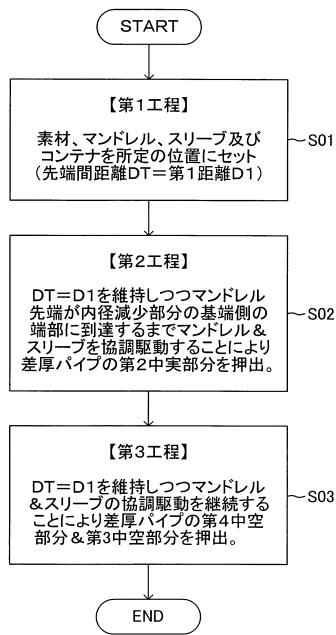 START
【第1工程】
素材、マンドレル、スリーブ及び
コンテナを所定の位置にセット
(先端間距離DT=第1距離D1)
S01
【第2工程】
DT=D1を維持しつつマンドレル
先端が内径減少部分の基端側の
端部に到達するまでマンドレル&
スリーブを協調駆動することにより
差厚パイプの第2中実部分を押出。
S02
【第3工程】
DT=D1を維持しつつマンドレル
&スリーブの協調駆動を継続する
ことにより差厚パイプの第4中空
部分&第3中空部分を押出。
S03
END